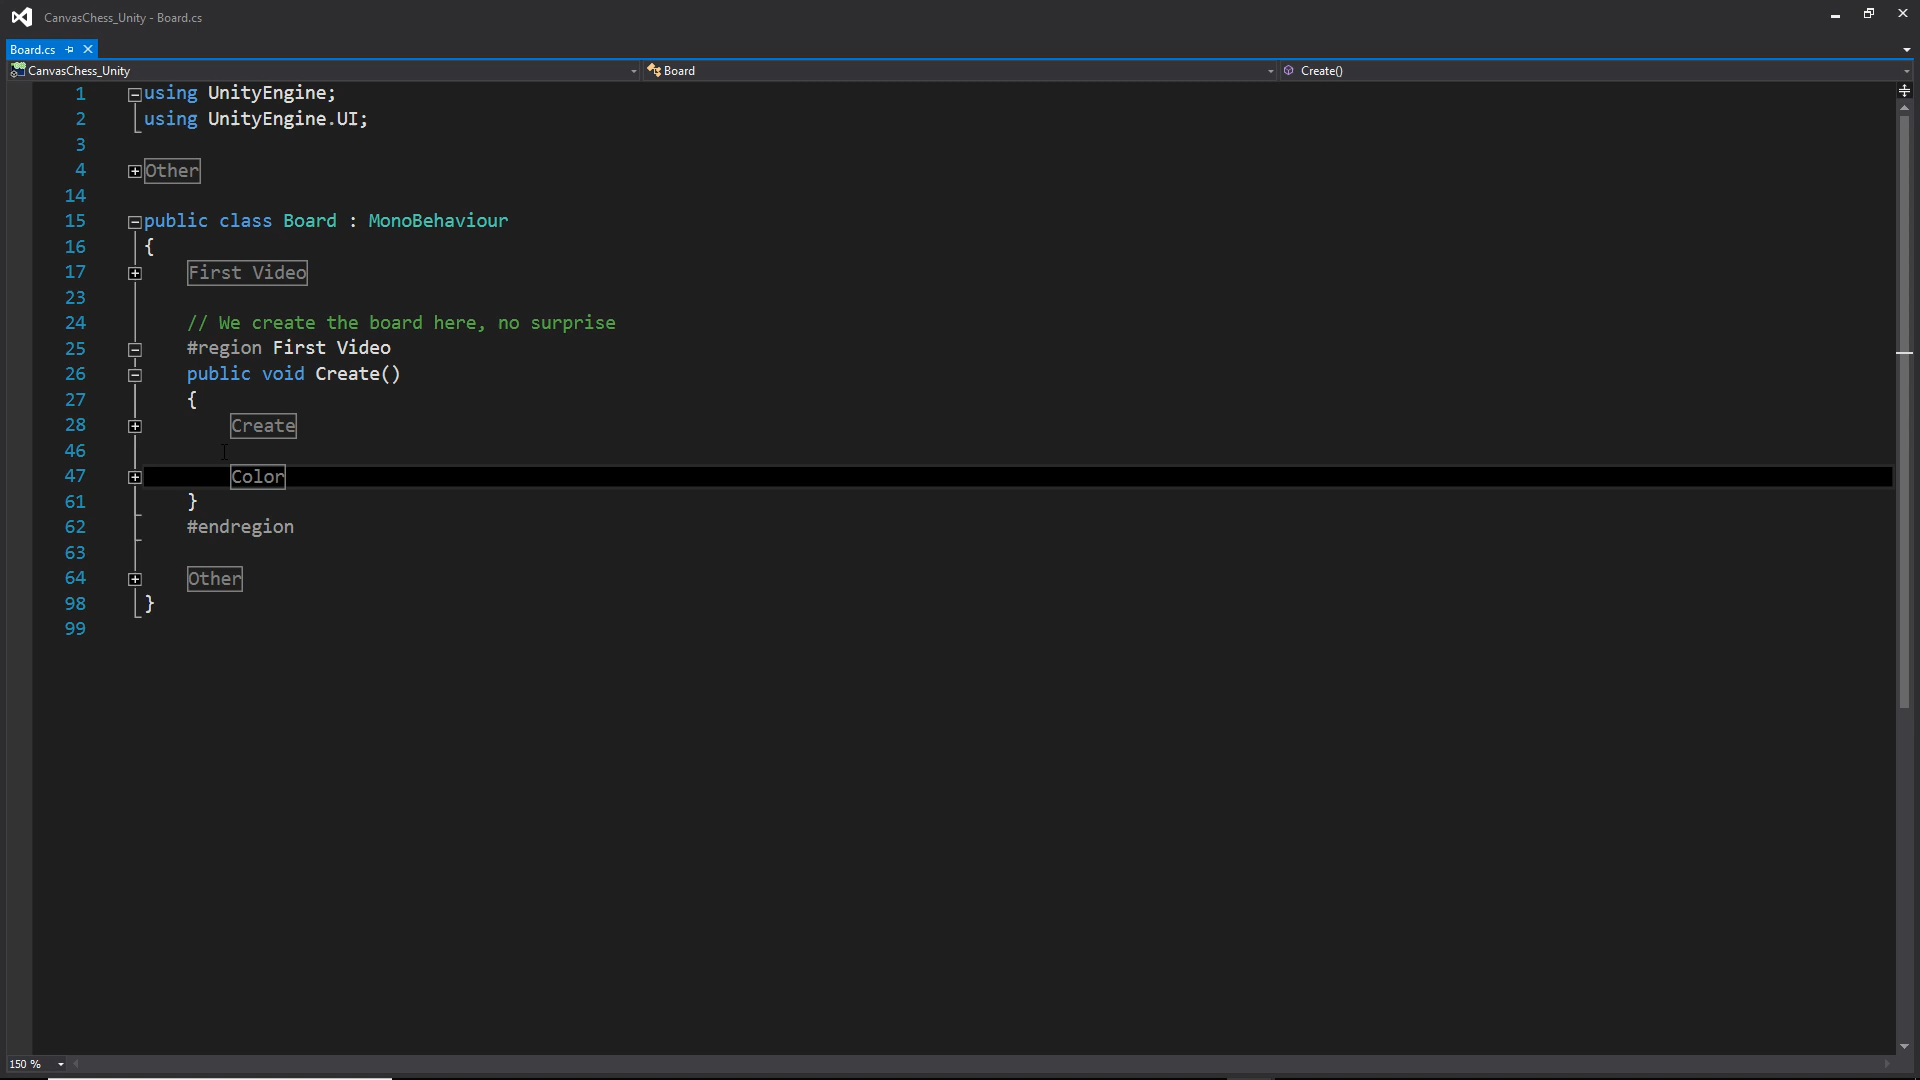 CanvasChess_Unity - Board.cs
Board.cs
CanvasChess_Unity Board Create()
1 using UnityEngine;
2 using UnityEngine.UI;
3
4 Other
14
15 public class Board : MonoBehaviour
16 {
17 First Video
23
24 // We create the board here, no surprise
25 #region First Video
26 public void Create()
27 {
28 Create
46
47 Color
61 }
62 #endregion
63
64 Other
98 }
99
150 %